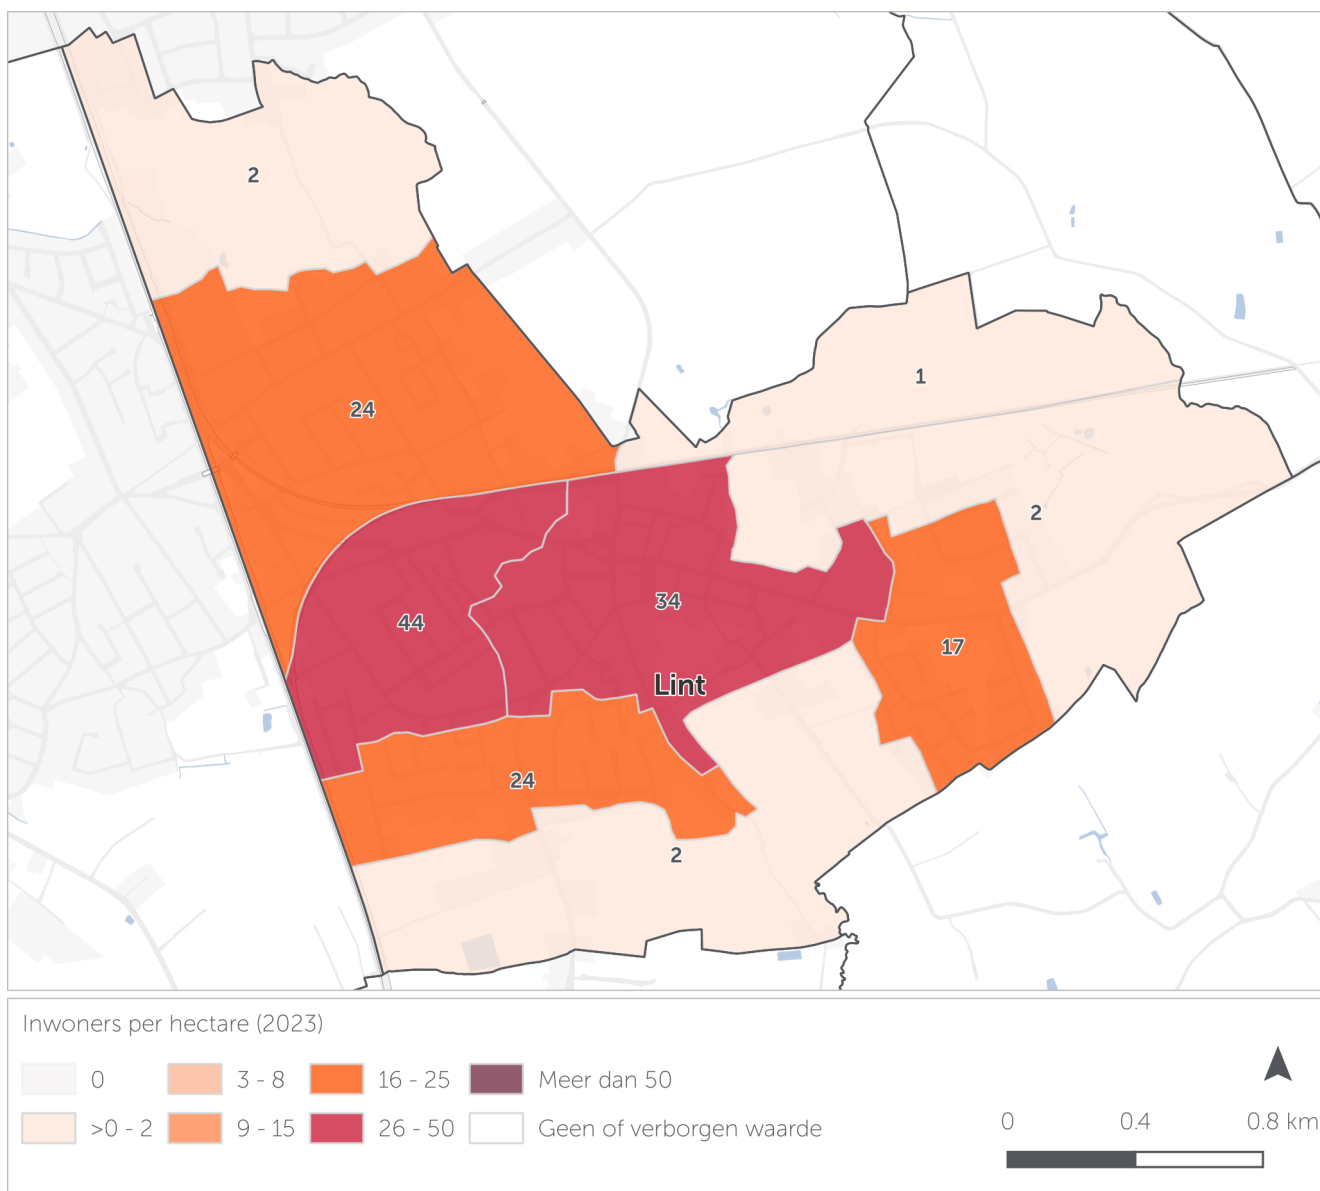 2
24
1
2
44
34
17
Lint
24
2
Inwoners per hectare (2023)
0
3 - 8
16 - 25
Meer dan 50
>0 - 2
9 - 15
26 - 50
Geen of verborgen waarde
0
0.4
0.8 km